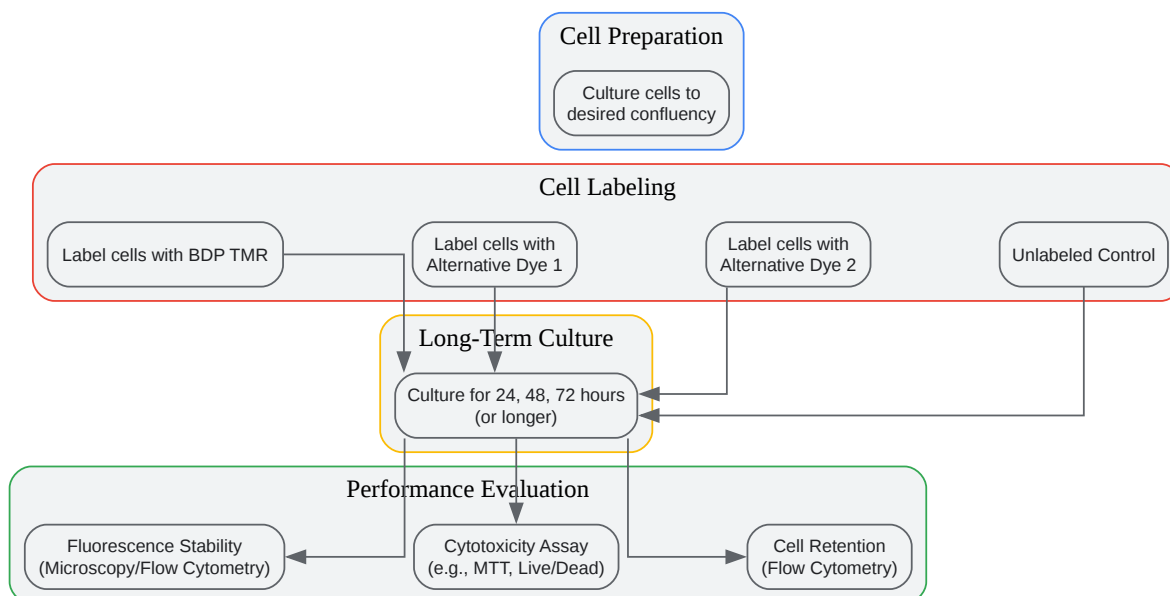 Cell Preparation
Culture cells to
desired confluency
Cell Labeling
Label cells with BDP TMR
Label cells with
Alternative Dye 1
Label cells with
Alternative Dye 2
Unlabeled Control
Long-Term Culture
Culture for 24, 48, 72 hours
(or longer)
Performance Evaluation
Fluorescence Stability
(Microscopy/Flow Cytometry)
Cytotoxicity Assay
(e.g., MTT, Live/Dead)
Cell Retention
(Flow Cytometry)